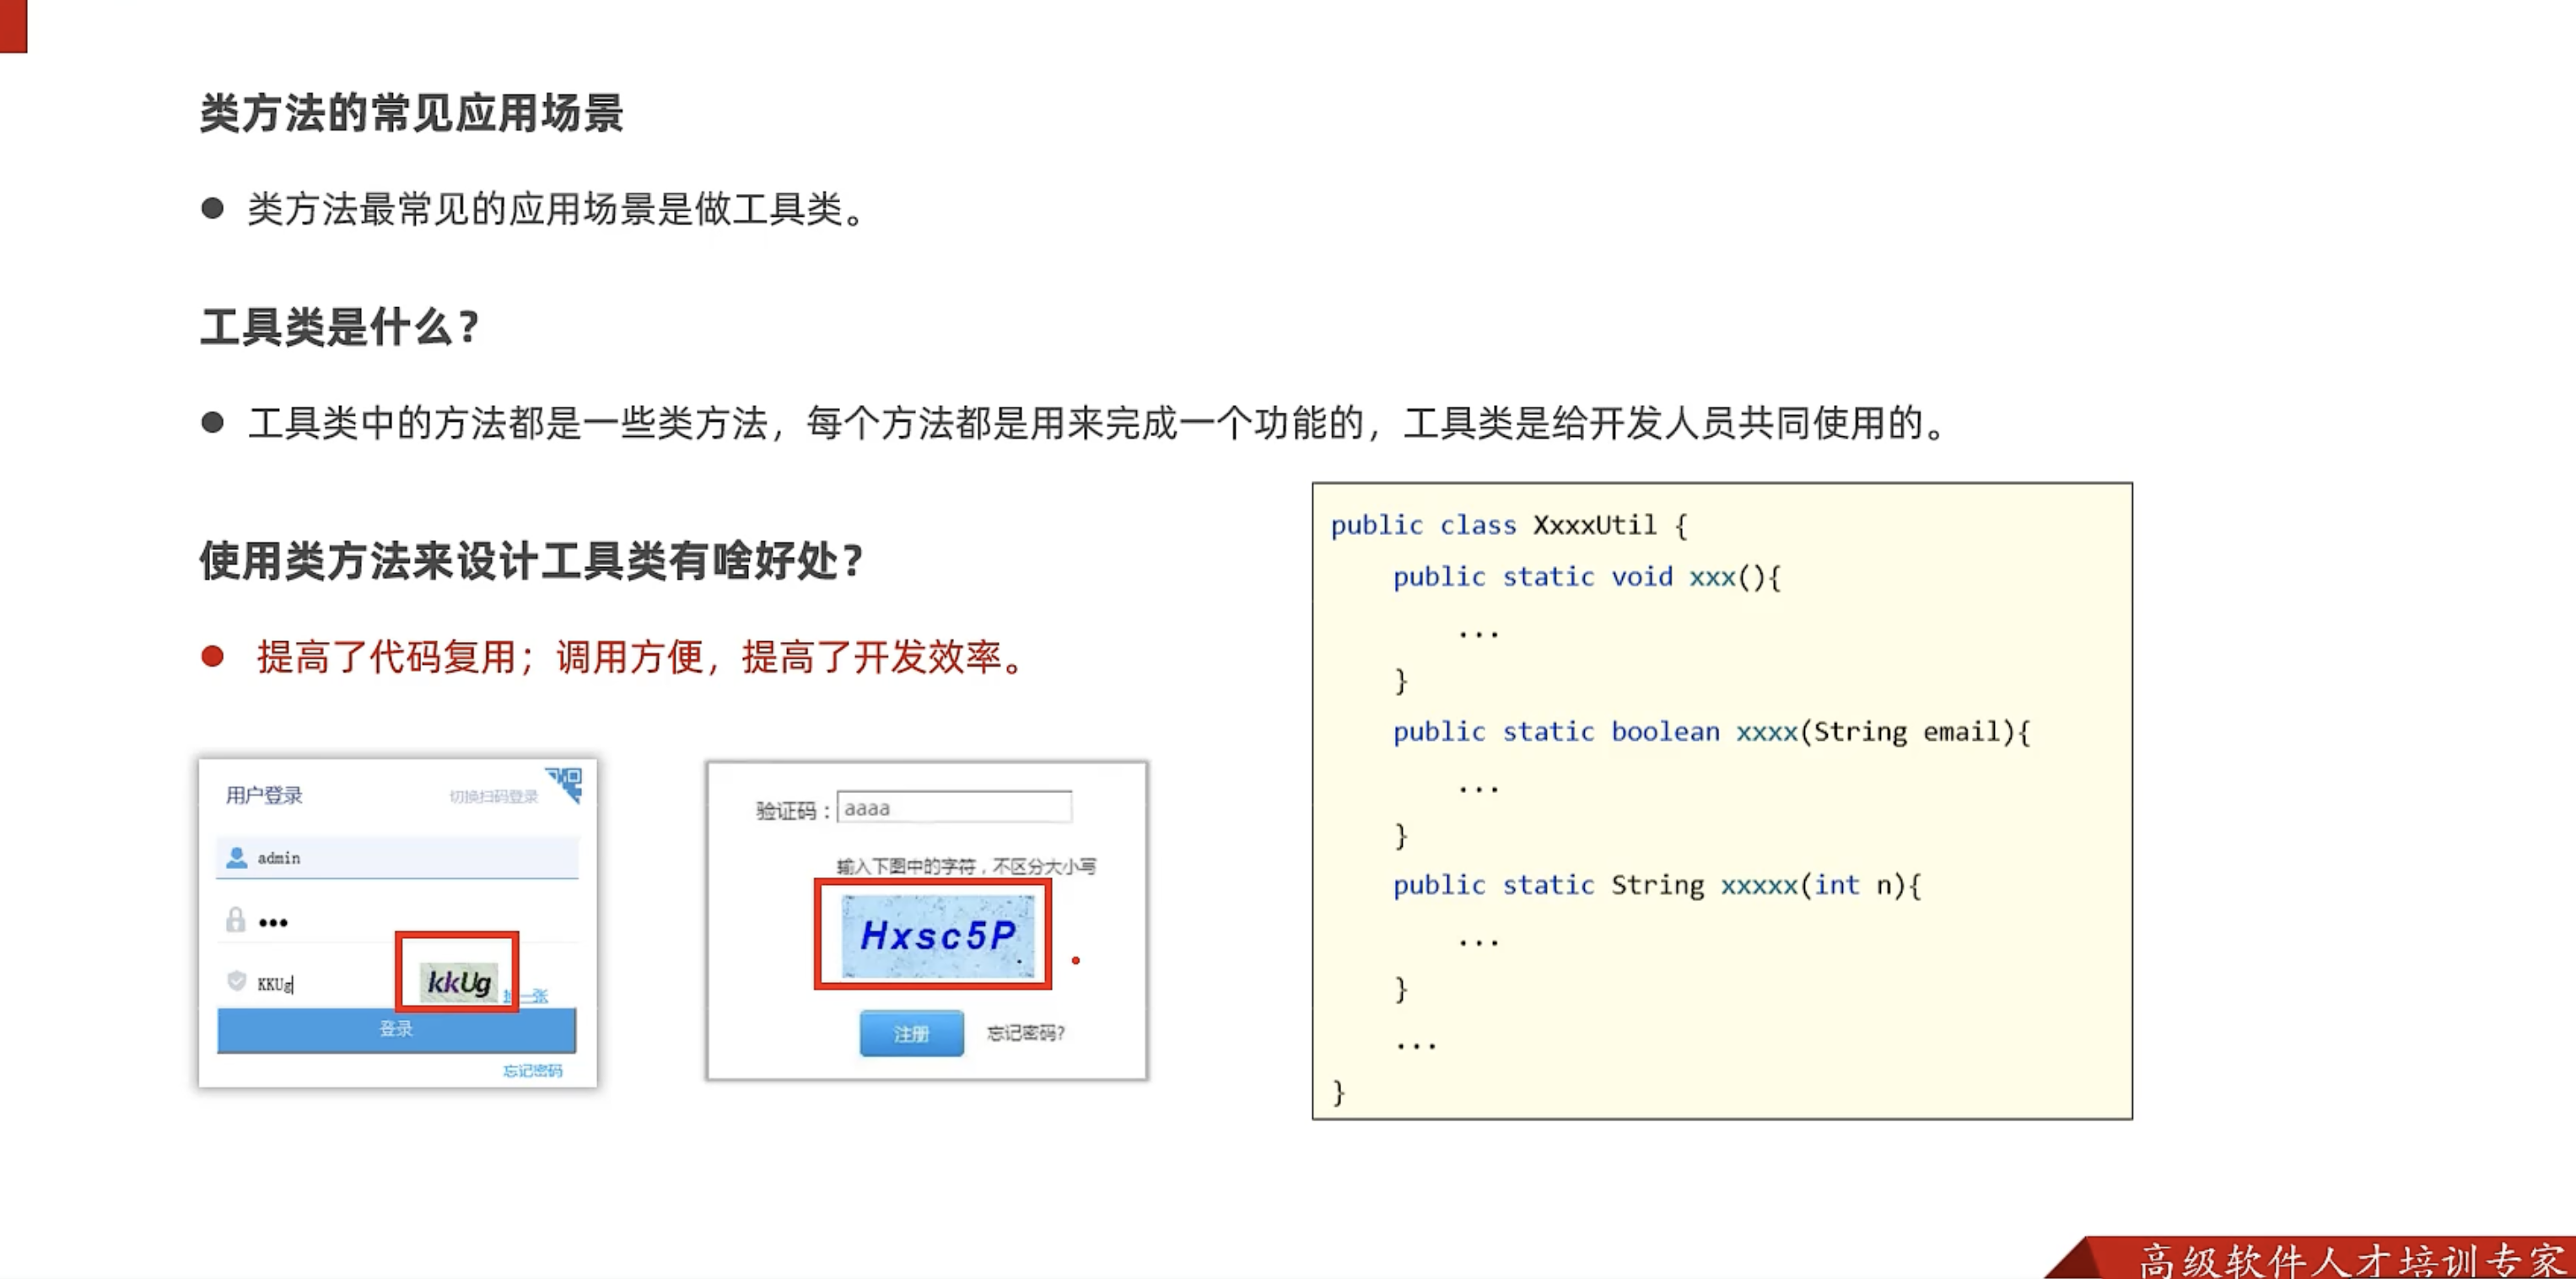 类方法的常见应用场景
● 类方法最常见的应用场景是做工具类。
工具类是什么？
● 工具类中的方法都是一些类方法，每个方法都是用来完成一个功能的，工具类是给开发人员共同使用的。
使用类方法来设计工具类有啥好处？
● 提高了代码复用；调用方便，提高了开发效率。
用户登录
切换扫码登录
admin
•••
KKUg
kkUg
一张
登录
忘记密码
验证码：
aaaa
输入下图中的字符，不区分大小写
Hxsc5P
注册
忘记密码?
public class XxxxUtil {
public static void xxx(){
...
}
public static boolean xxxx(String email){
...
}
public static String xxxxx(int n){
...
}
...
}
高级软件人才培训专家